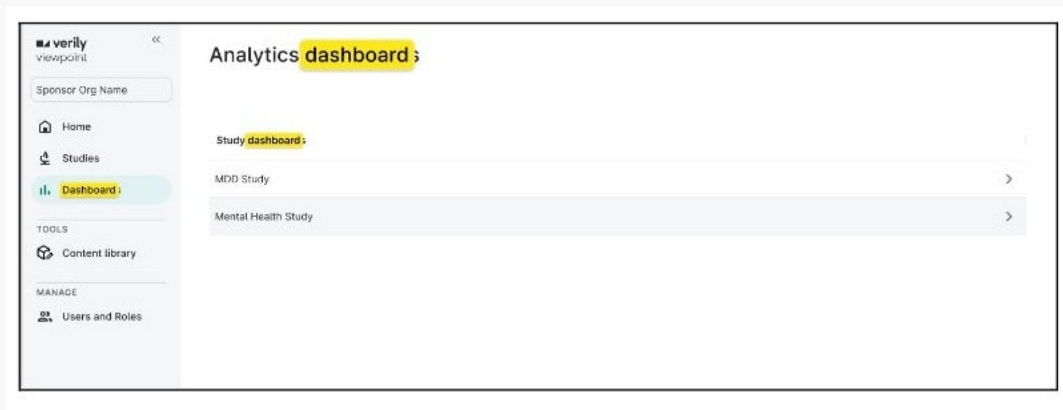 verily
viewpoint
Sponsor Org Name
Home
Studies
Dashboards
TOOLS
Content library
MANAGE
Users and Roles
Analytics dashboards
Study dashboards
MDD Study
Mental Health Study